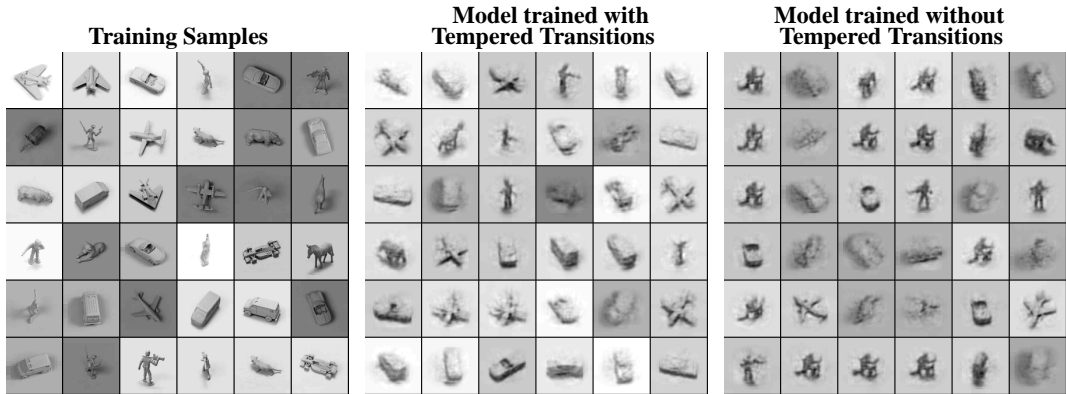 Training Samples
Model trained with
Tempered Transitions
Model trained without
Tempered Transitions